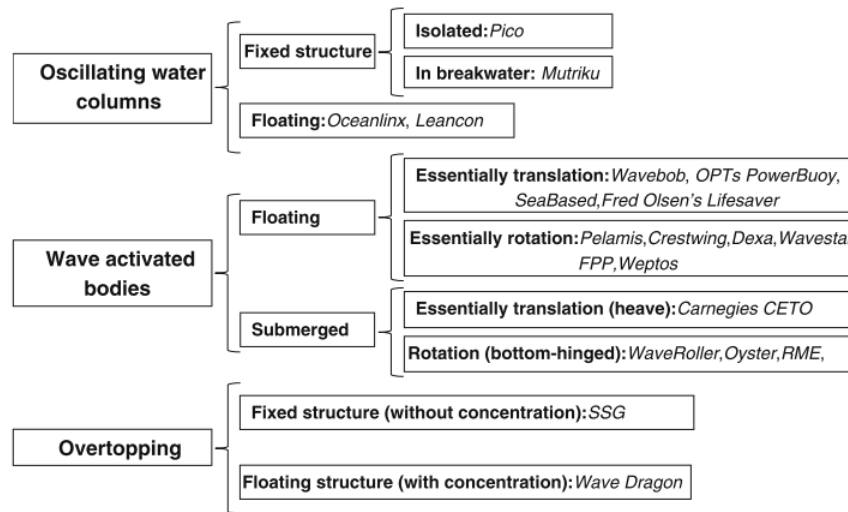 Oscillating water
columns
Fixed structure
Isolated:Pico
In breakwater: Mutriku
Floating:Oceanlinx, Leancon
Wave activated
bodies
Floating
Essentially translation:Wavebob, OPTs PowerBuoy,
SeaBased,Fred Olsen's Lifesaver
Essentially rotation:Pelamis,Crestwing,Dexa,Wavesta
FPP,Weptos
Submerged
Essentially translation (heave):Carnegies CETO
Rotation (bottom-hinged):WaveRoller,Oyster,RME,
Overtopping
Fixed structure (without concentration):SSG
Floating structure (with concentration):Wave Dragon